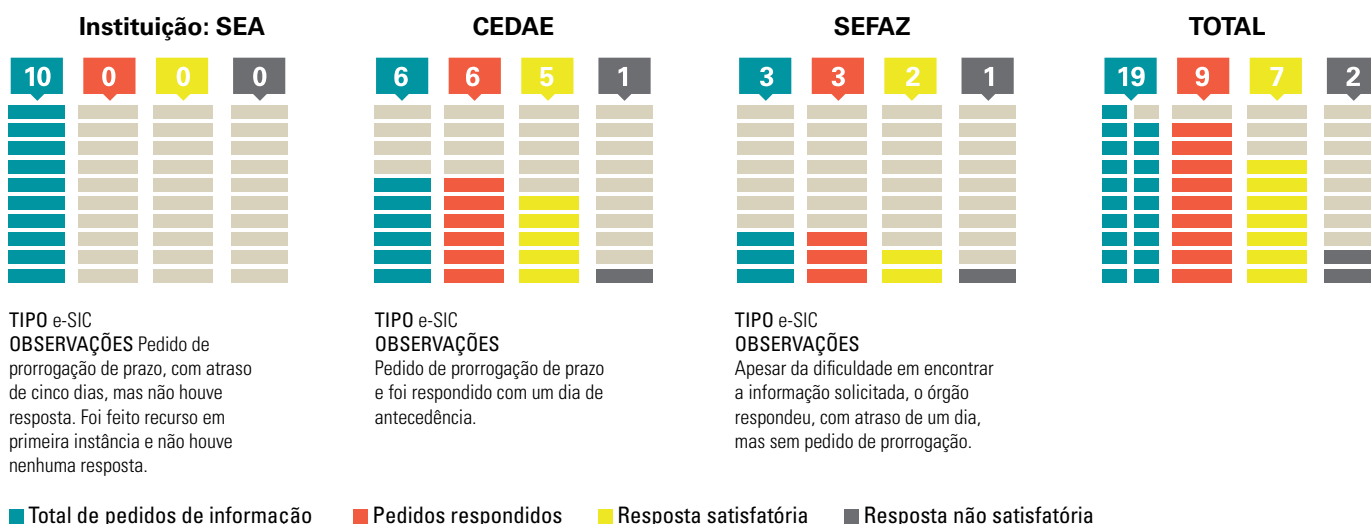 Instituição: SEA
10 0 0 0
TIPO e-SIC
OBSERVAÇÕES Pedido de
prorrogação de prazo, com atraso
de cinco dias, mas não houve
resposta. Foi feito recurso em
primeira instância e não houve
nenhuma resposta.
CEDAE
6 6 5 1
TIPO e-SIC
OBSERVAÇÕES
Pedido de prorrogação de prazo
e foi respondido com um dia de
antecedência.
SEFAZ
3 3 2 1
TIPO e-SIC
OBSERVAÇÕES
Apesar da dificuldade em encontrar
a informação solicitada, o órgão
respondeu, com atraso de um dia,
mas sem pedido de prorrogação.
TOTAL
19 9 7 2
Total de pedidos de informação Pedidos respondidos Resposta satisfatória Resposta não satisfatória